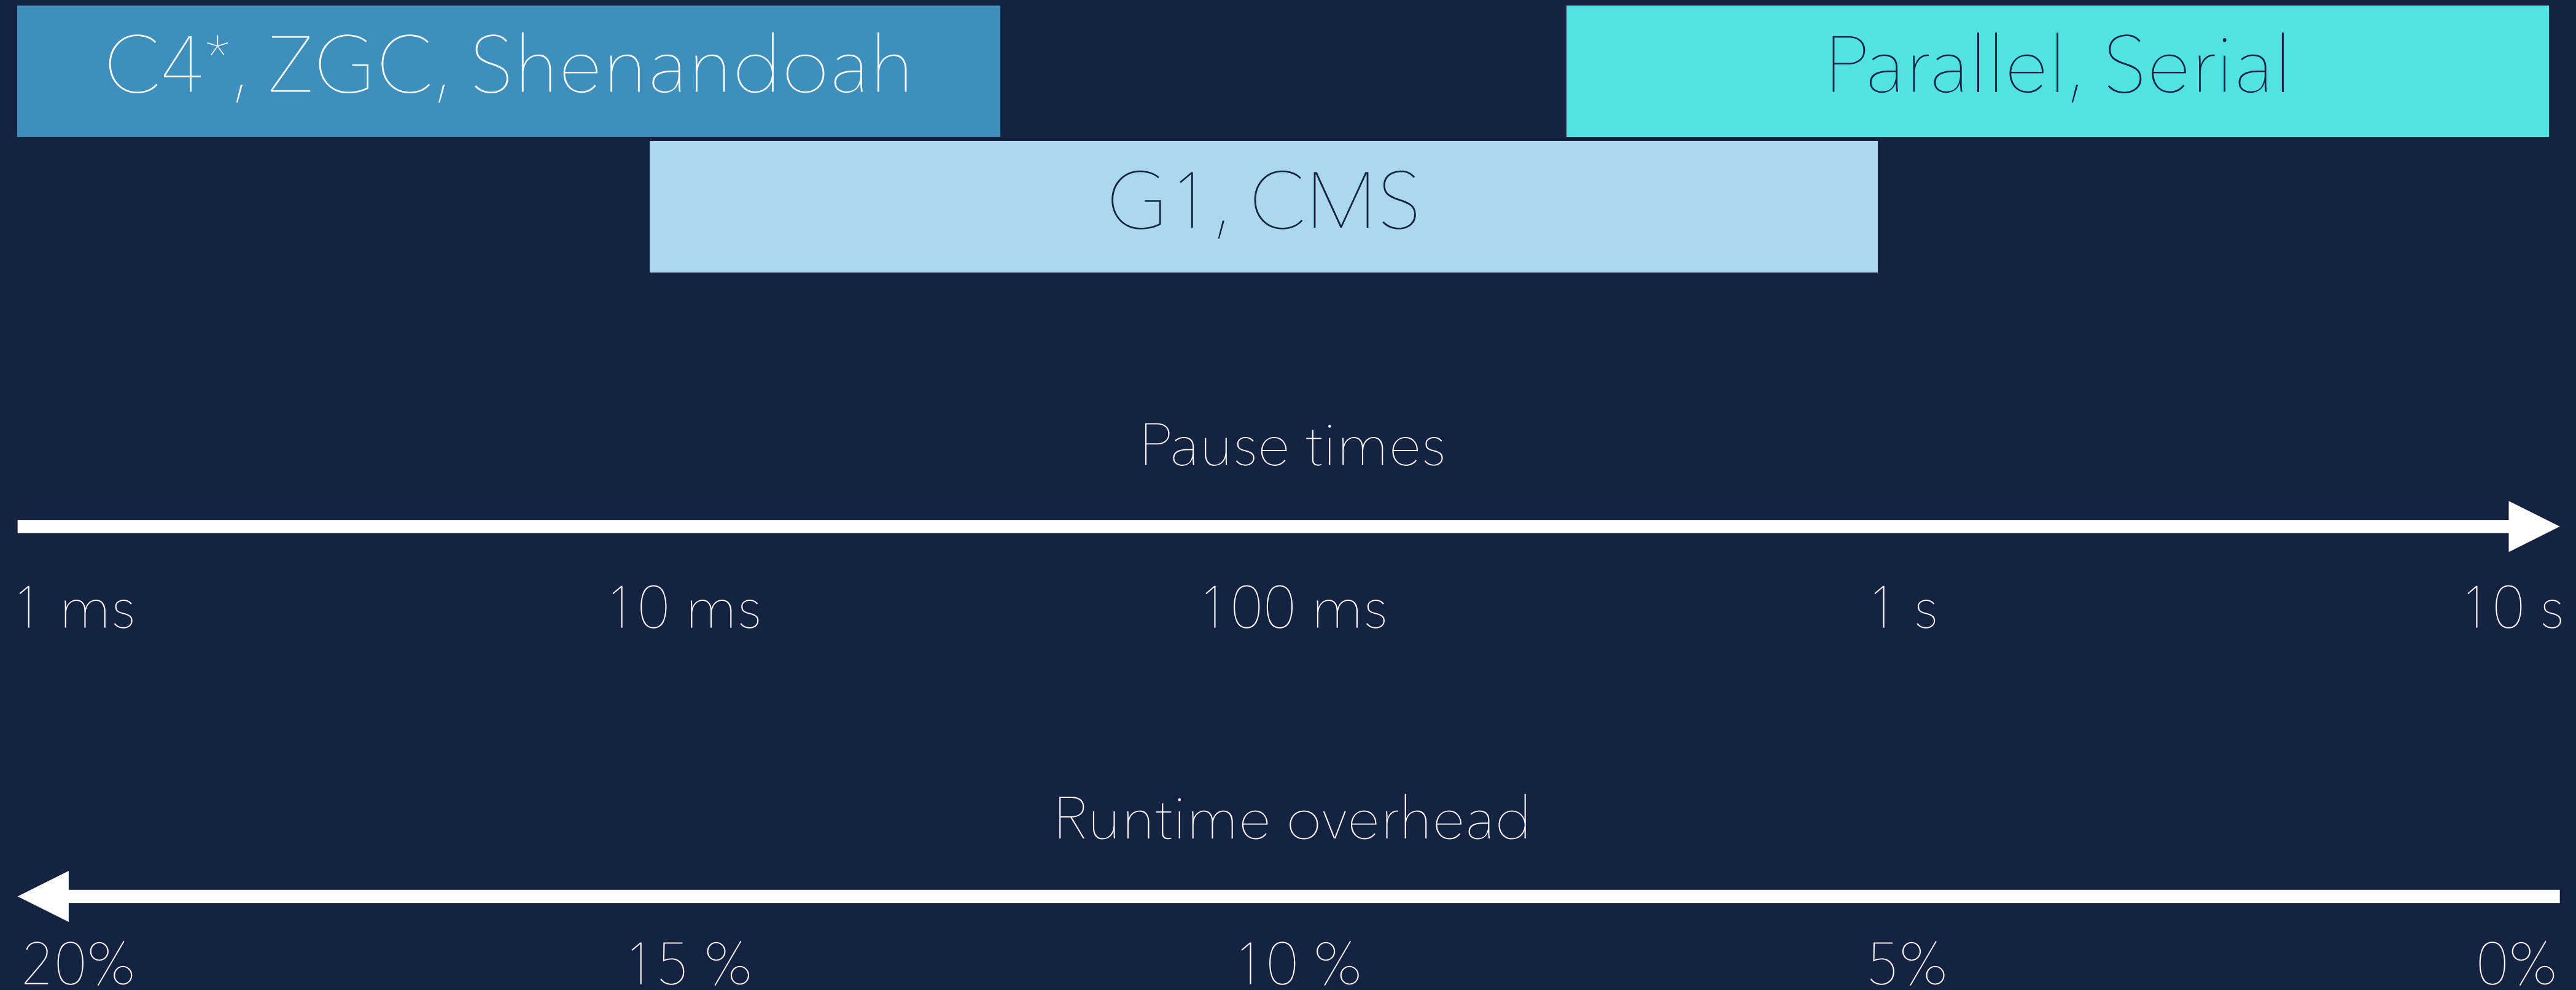 C4*, ZGC, Shenandoah
Parallel, Serial
G1, CMS
Pause times
1 ms 10 ms 100 ms 1 s 10 s
Runtime overhead
20% 15 % 10 % 5% 0%